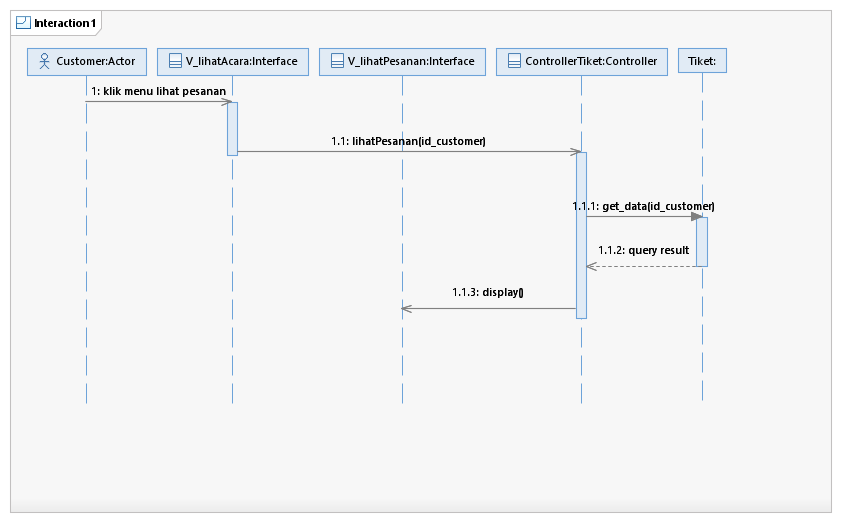 Interaction1
Customer:Actor
V_lihatAcara:Interface
V_lihatPesanan:Interface
ControllerTiket:Controller
Tiket:
1: klik menu lihat pesanan
1.1: lihatPesanan(id_customer)
1.1.1: get_data(id_customer)
1.1.2: query result
1.1.3: display()